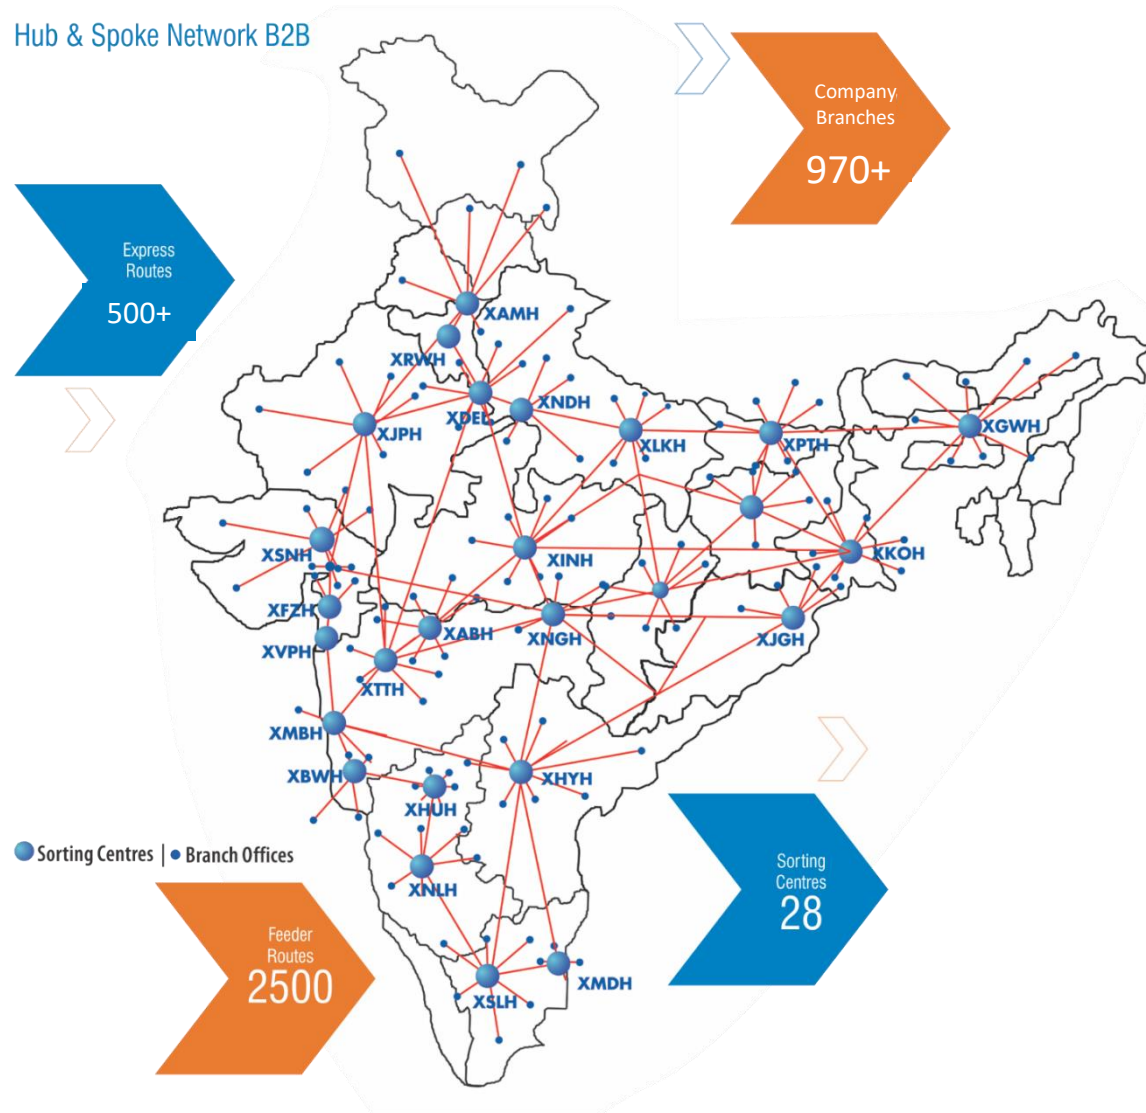 Hub & Spoke Network B2B
Company
Branches
970+
Express
Routes
500+
XAMH
XRWH
XDEL
XNDH
XJPH
XLKH
XPTH
XGWH
XSNH
XINH
XKOH
XFZH
XABH
XNGH
XJGH
XVPH
XTTH
XMBH
XBWH
XHYH
XHUH
Sorting Centres | Branch Offices
XNLH
Sorting
Centres
28
Feeder
Routes
2500
XMDH
XSLH